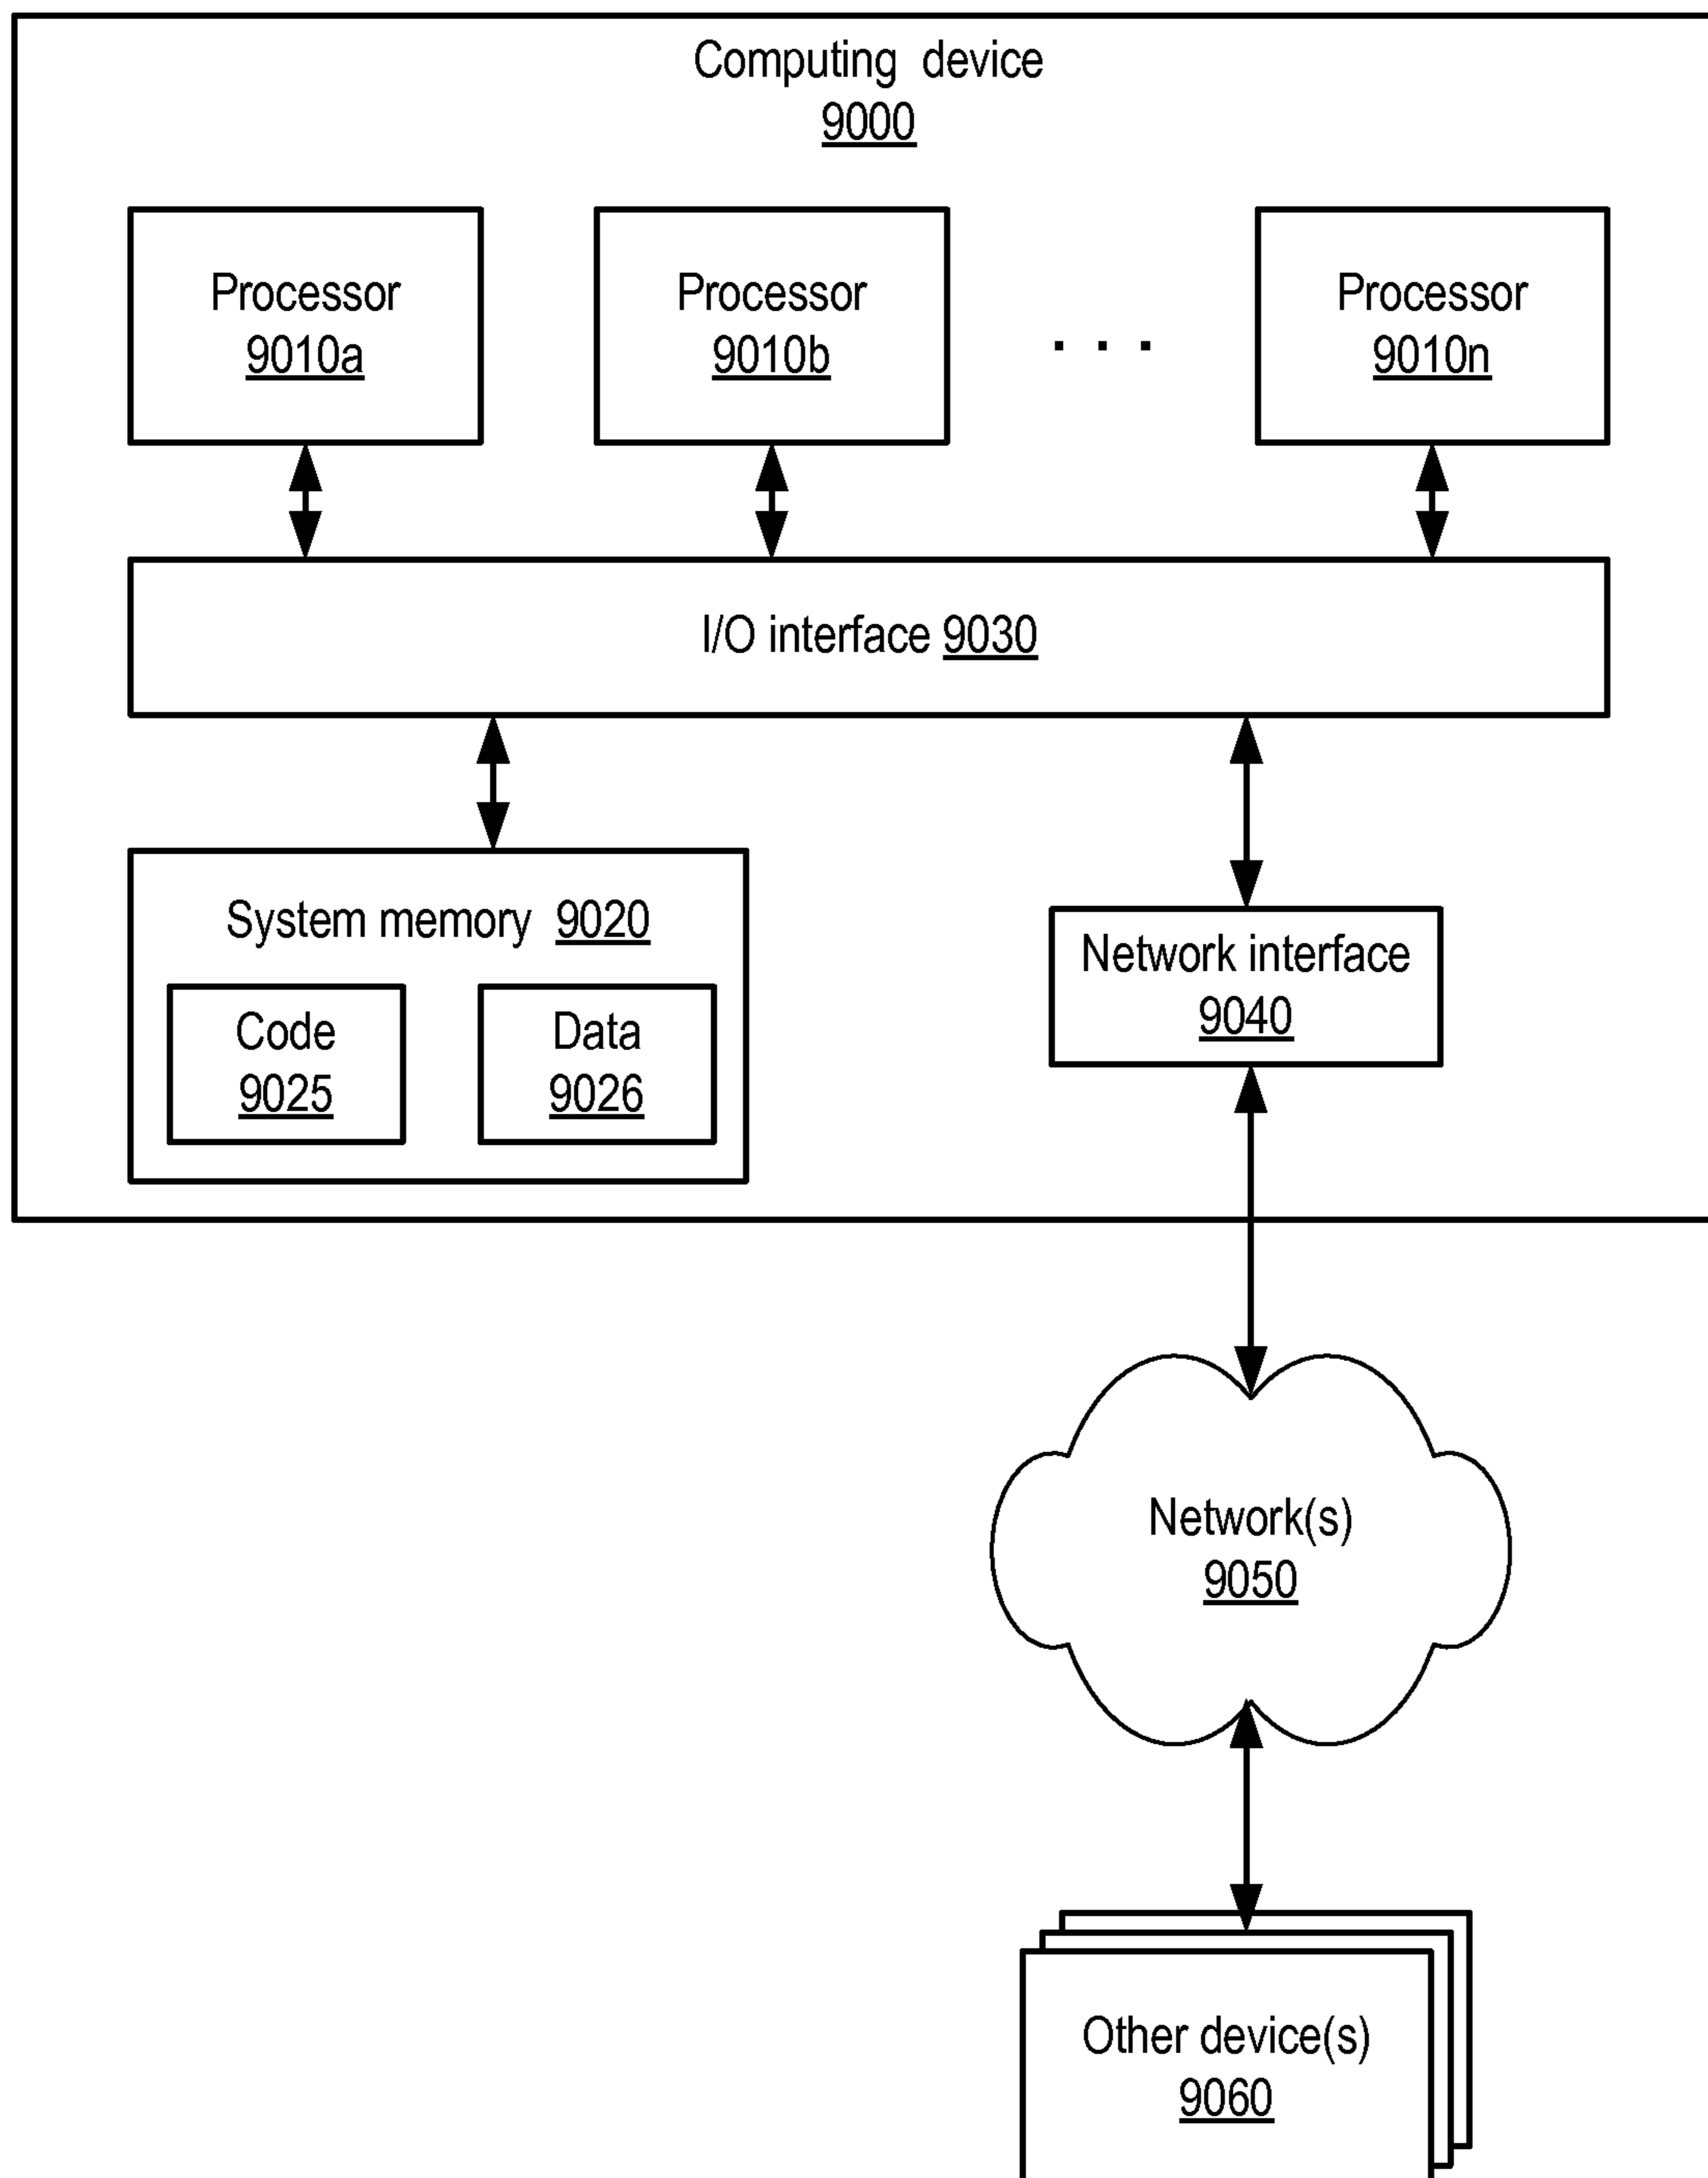 Computing device
9000
Processor
9010a
Processor
9010b
. . .
Processor
9010n
I/O interface 9030
System memory 9020
Code
9025
Data
9026
Network interface
9040
Network(s)
9050
Other device(s)
9060